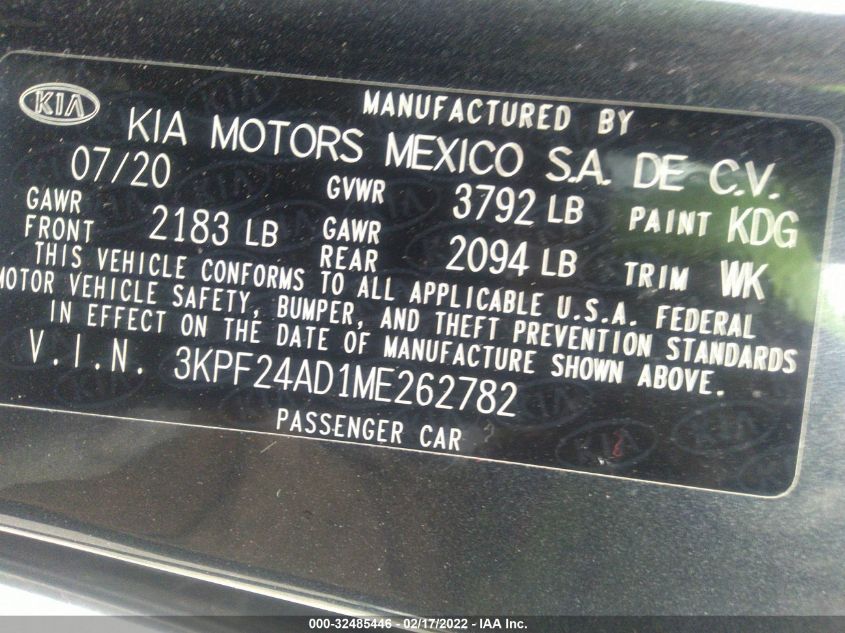 KIA
MANUFACTURED BY
KIA MOTORS MEXICO S.A. DE C.V.
07/20 GVWR 3792 LB PAINT KDG
GAWR FRONT 2183 LB GAWR REAR 2094 LB TRIM WK
THIS VEHICLE CONFORMS TO ALL APPLICABLE U.S.A. FEDERAL
MOTOR VEHICLE SAFETY, BUMPER, AND THEFT PREVENTION STANDARDS
IN EFFECT ON THE DATE OF MANUFACTURE SHOWN ABOVE.
V.I.N. 3KPF24AD1ME262782
PASSENGER CAR
000-32485446 - 02/17/2022 - IAA Inc.